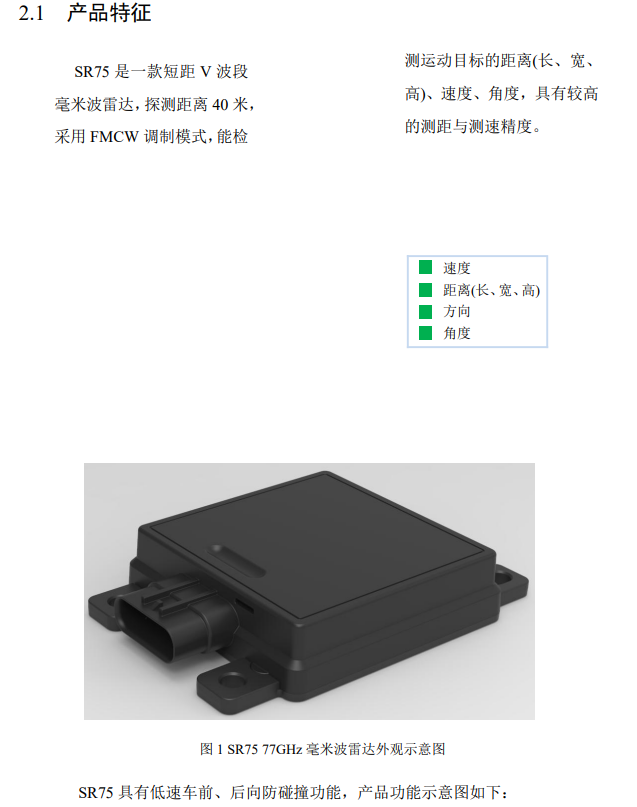 2.1 产品特征
SR75 是一款短距 V 波段
毫米波雷达，探测距离 40 米，
采用 FMCW 调制模式，能检
测运动目标的距离(长、宽、
高)、速度、角度，具有较高
的测距与测速精度。
速度
距离(长、宽、高)
方向
角度
图 1 SR75 77GHz 毫米波雷达外观示意图
SR75 具有低速车前、后向防碰撞功能，产品功能示意图如下：